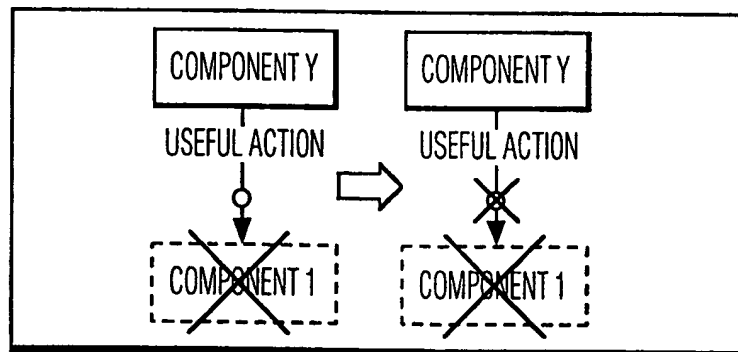 COMPONENT Y COMPONENT Y
USEFUL ACTION USEFUL ACTION
COMPONENT 1 COMPONENT 1